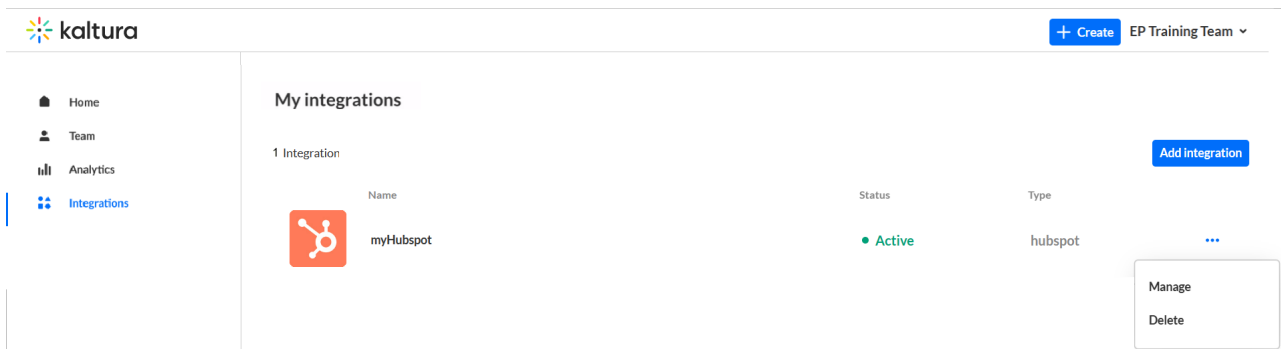 kaltura
+ Create
EP Training Team
Home
Team
Analytics
Integrations
My integrations
1 Integration
Add integration
Name Status Type
myHubspot Active hubspot
Manage
Delete